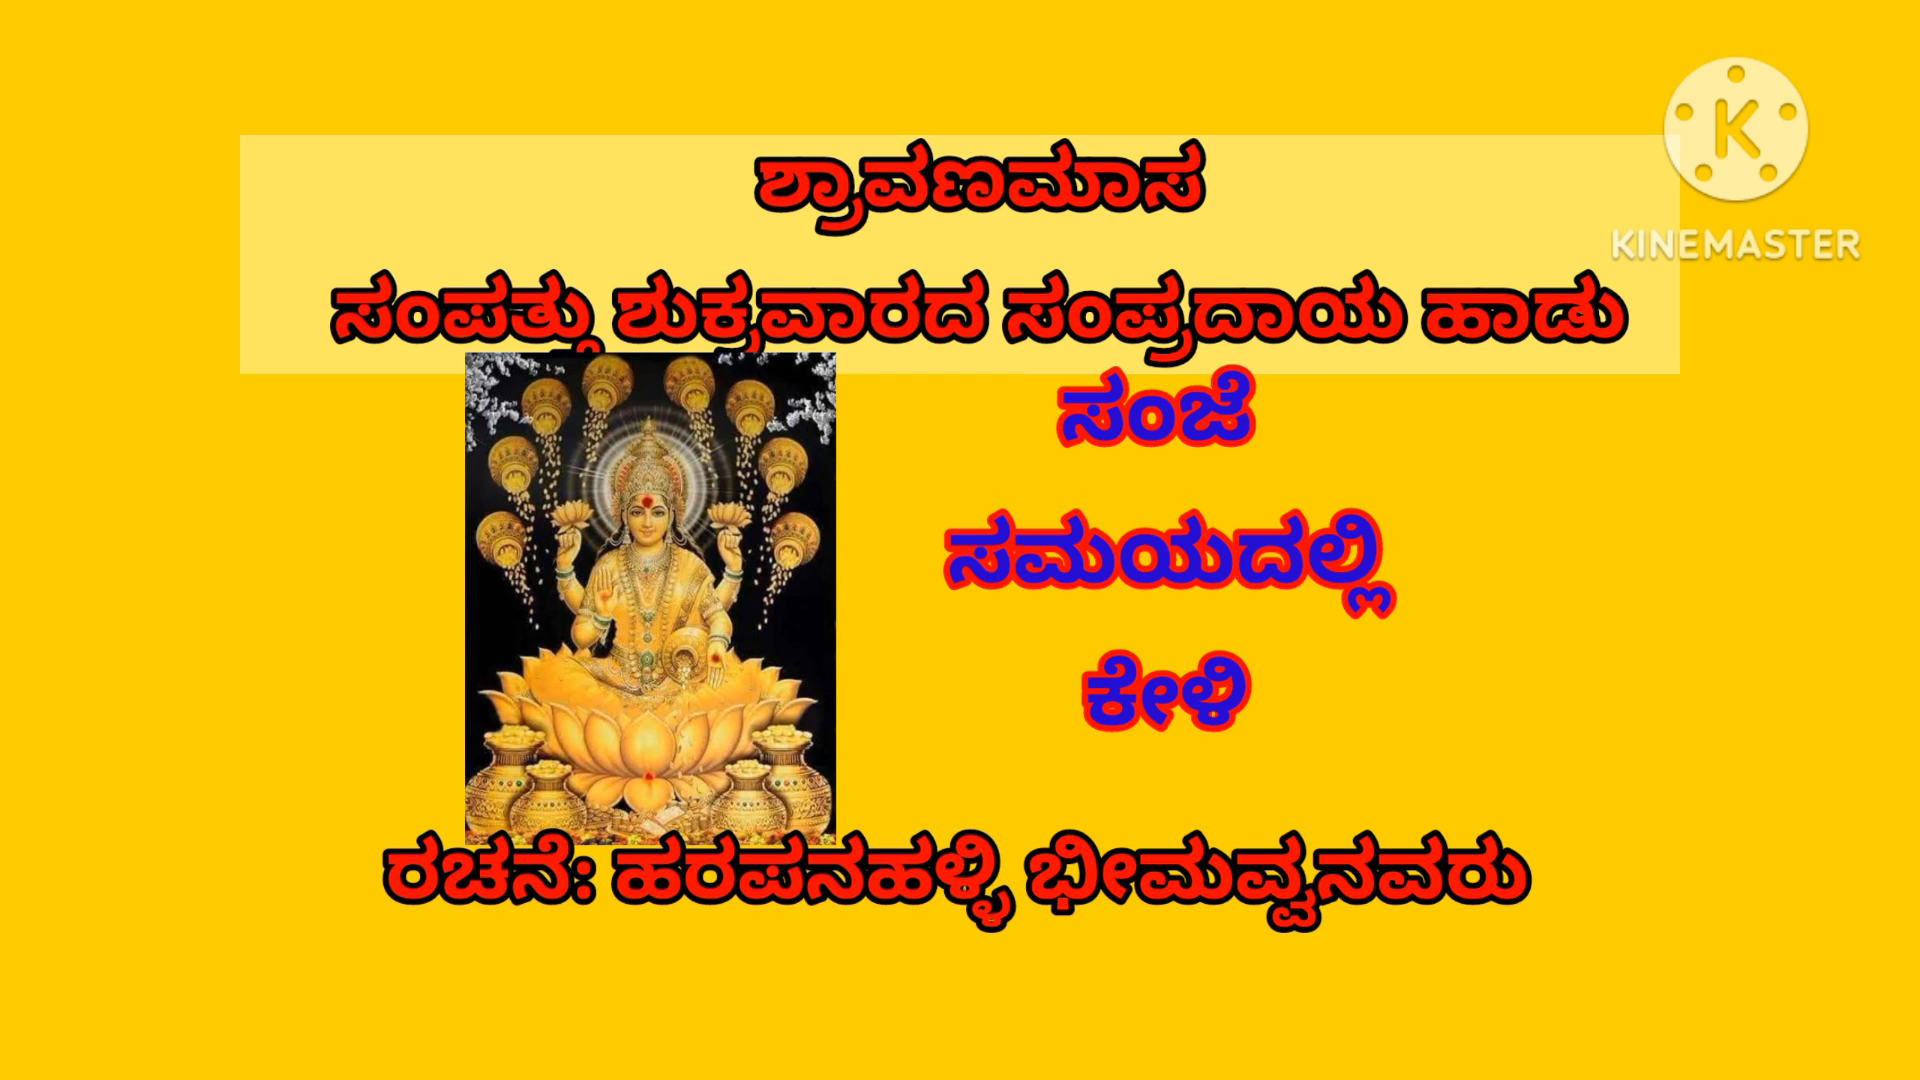 ಶ್ರಾವಣಮಾಸ
ಸಂಪತ್ತು ಶುಕ್ರವಾರದ ಸಂಪ್ರದಾಯ ಹಾಡು
ಸಂಜೆ
ಸಮಯದಲ್ಲಿ
ಕೇಳಿ
ರಚನೆ: ಹರಪನಹಳ್ಳಿ ಭೀಮವ್ವನವರು
K
KINEMASTER